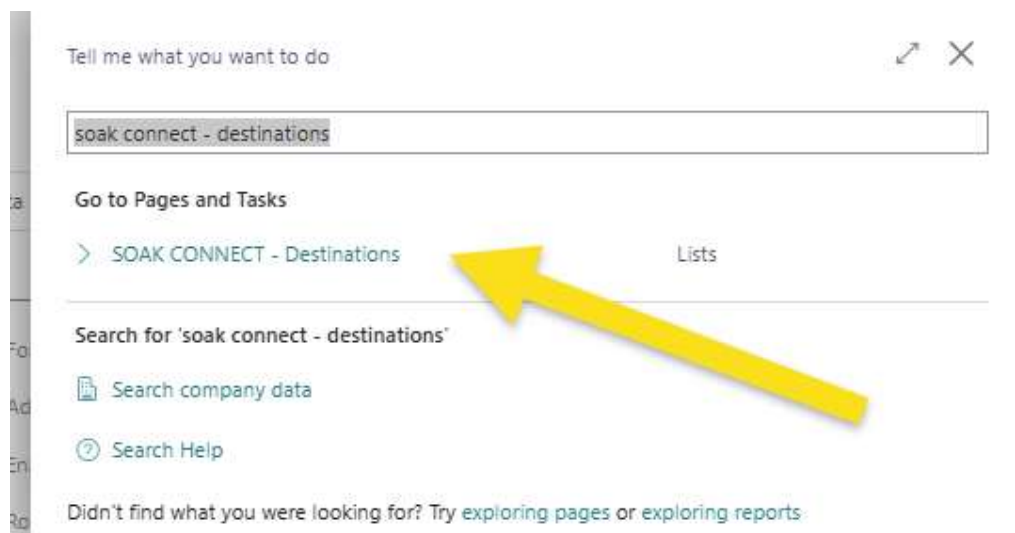 Tell me what you want to do
soak connect - destinations
Go to Pages and Tasks
SOAK CONNECT - Destinations Lists
Search for 'soak connect - destinations'
Search company data
Search Help
Didn't find what you were looking for? Try exploring pages or exploring reports